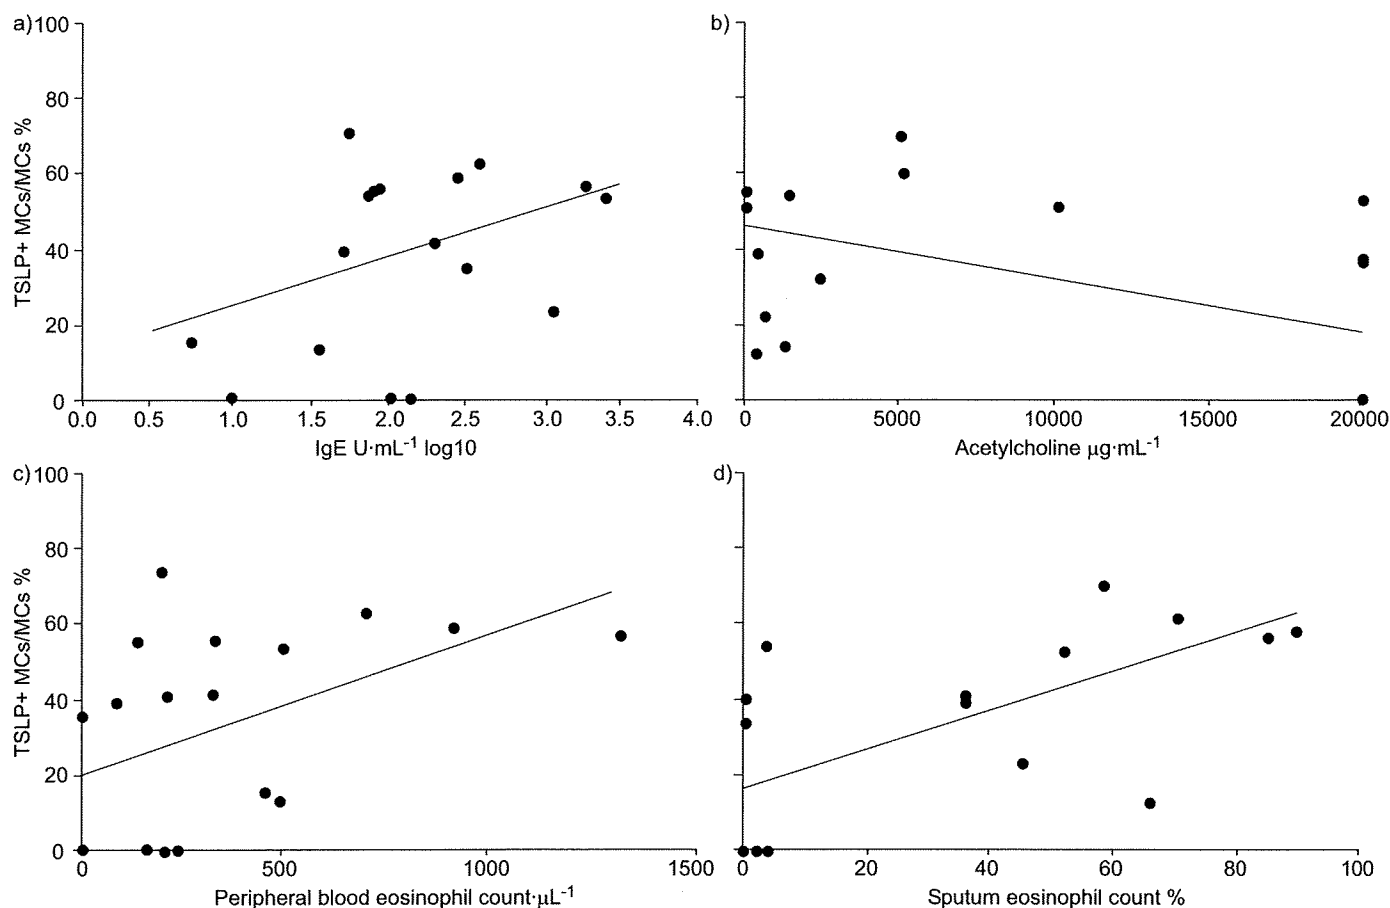 a) 100
80
60
40
20
0
TSLP+ MCs/MCs %
0.0 0.5 1.0 1.5 2.0 2.5 3.0 3.5 4.0
IgE U·mL⁻¹ log10
b)
0 5000 10000 15000 20000
Acetylcholine µg·mL⁻¹
c) 100
80
60
40
20
0
TSLP+ MCs/MCs %
0 500 1000 1500
Peripheral blood eosinophil count·µL⁻¹
d)
0 20 40 60 80 100
Sputum eosinophil count %